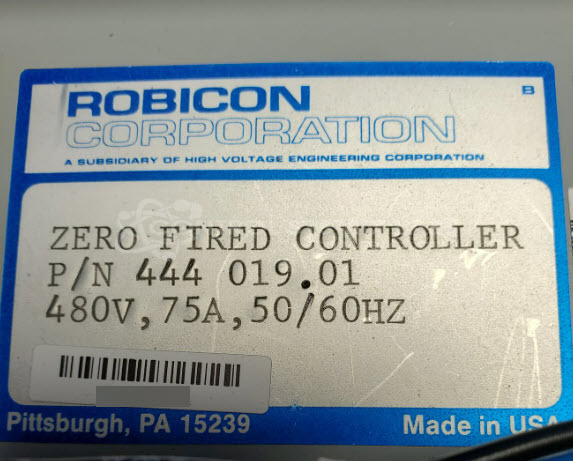 ROBICON
B
CORPORATION
A SUBSIDIARY OF HIGH VOLTAGE ENGINEERING CORPORATION
ZERO FIRED CONTROLLER
P/N 444 019.01
480V,75A,50/60HZ
Pittsburgh, PA 15239
Made in USA